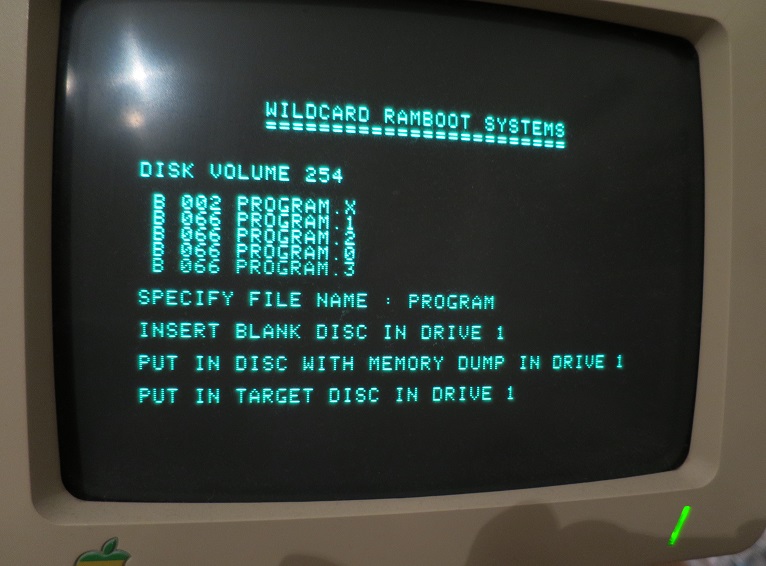 WILDCARD RAMBOOT SYSTEMS
========================
DISK VOLUME 254
B 002 PROGRAM.X
B 066 PROGRAM.1
B 066 PROGRAM.2
B 066 PROGRAM.0
B 066 PROGRAM.3
SPECIFY FILE NAME : PROGRAM
INSERT BLANK DISC IN DRIVE 1
PUT IN DISC WITH MEMORY DUMP IN DRIVE 1
PUT IN TARGET DISC IN DRIVE 1